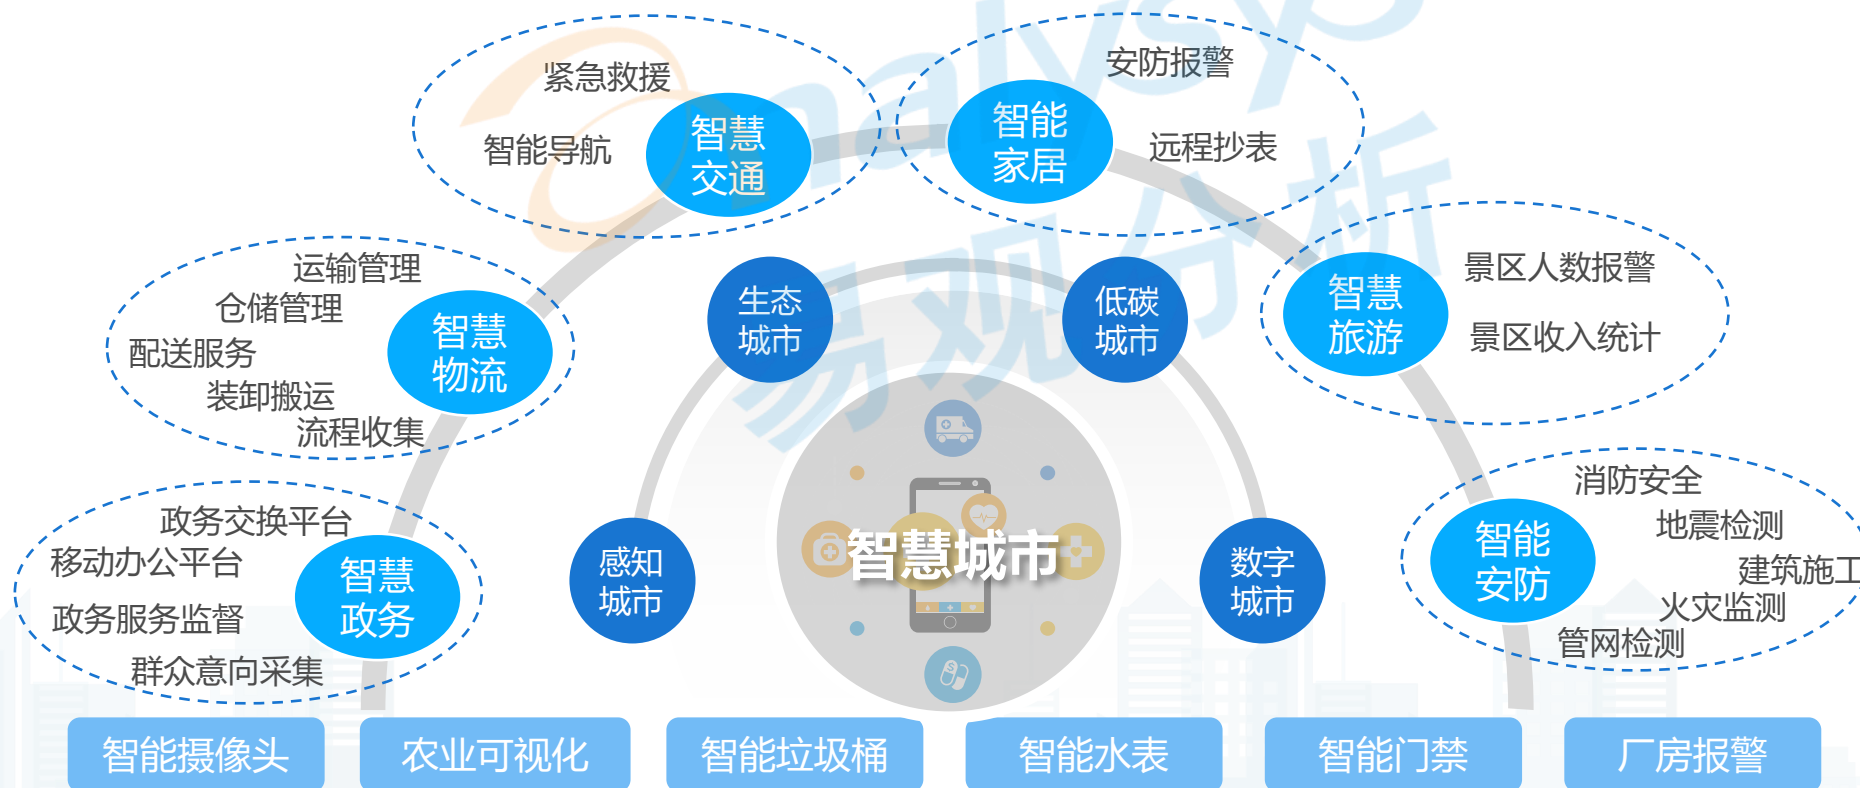 紧急救援
智能导航
智慧
交通
安防报警
远程抄表
智能
家居
运输管理
仓储管理
配送服务
装卸搬运
流程收集
智慧
物流
景区人数报警
景区收入统计
智慧
旅游
生态
城市
低碳
城市
政务交换平台
移动办公平台
政务服务监督
群众意向采集
智慧
政务
感知
城市
智慧城市
数字
城市
消防安全
地震检测
建筑施工
火灾监测
管网检测
智能
安防
智能摄像头
农业可视化
智能垃圾桶
智能水表
智能门禁
厂房报警
nalysys
易观分析